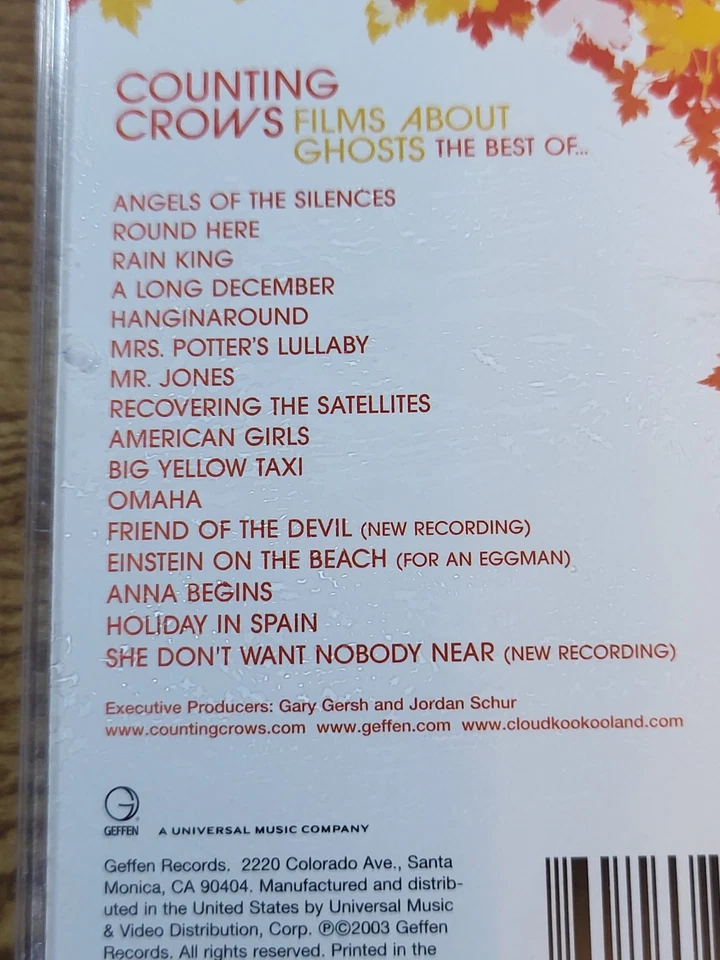 COUNTING
CROWS FILMS ABOUT
GHOSTS THE BEST OF...
ANGELS OF THE SILENCES
ROUND HERE
RAIN KING
A LONG DECEMBER
HANGINAROUND
MRS. POTTER'S LULLABY
MR. JONES
RECOVERING THE SATELLITES
AMERICAN GIRLS
BIG YELLOW TAXI
OMAHA
FRIEND OF THE DEVIL (NEW RECORDING)
EINSTEIN ON THE BEACH (FOR AN EGGMAN)
ANNA BEGINS
HOLIDAY IN SPAIN
SHE DON'T WANT NOBODY NEAR (NEW RECORDING)
Executive Producers: Gary Gersh and Jordan Schur
www.countingcrows.com www.geffen.com www.cloudkookooland.com
G
GEFFEN A UNIVERSAL MUSIC COMPANY
Geffen Records. 2220 Colorado Ave., Santa
Monica, CA 90404. Manufactured and distrib-
uted in the United States by Universal Music
& Video Distribution, Corp. ℗©2003 Geffen
Records. All rights reserved. Printed in the